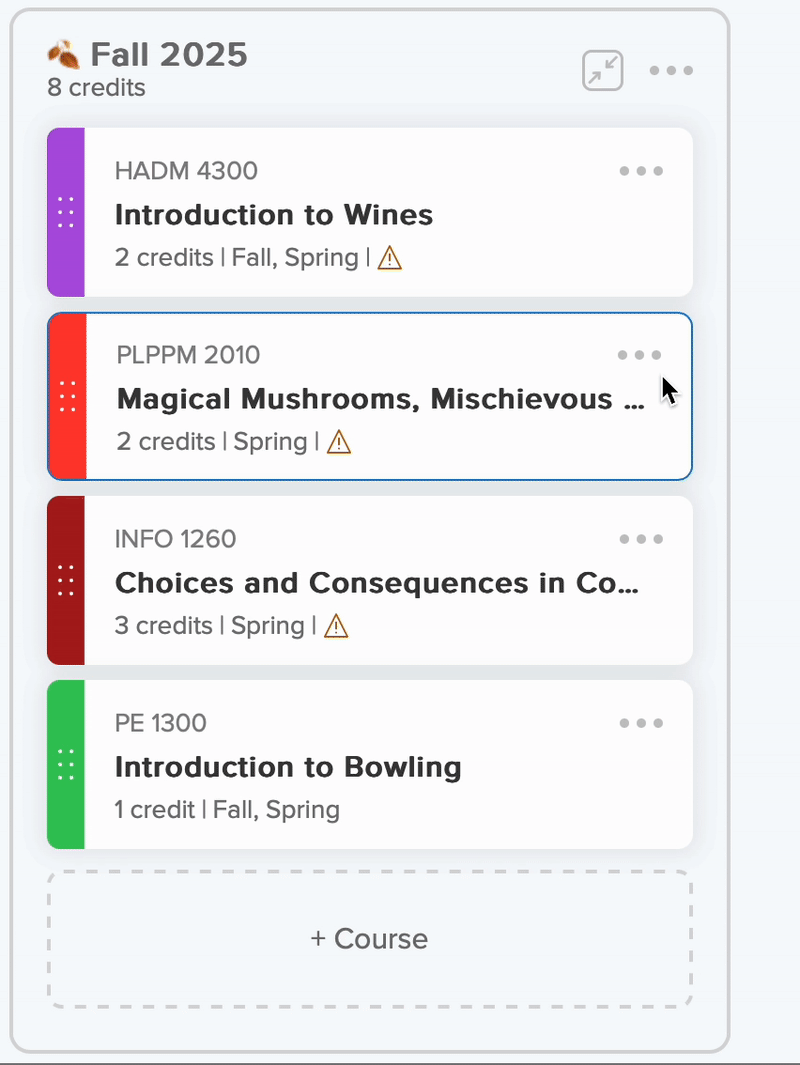 Fall 2025
8 credits
HADM 4300
Introduction to Wines
2 credits | Fall, Spring |
PLPPM 2010
Magical Mushrooms, Mischievous ...
2 credits | Spring |
INFO 1260
Choices and Consequences in Co...
3 credits | Spring |
PE 1300
Introduction to Bowling
1 credit | Fall, Spring
+ Course